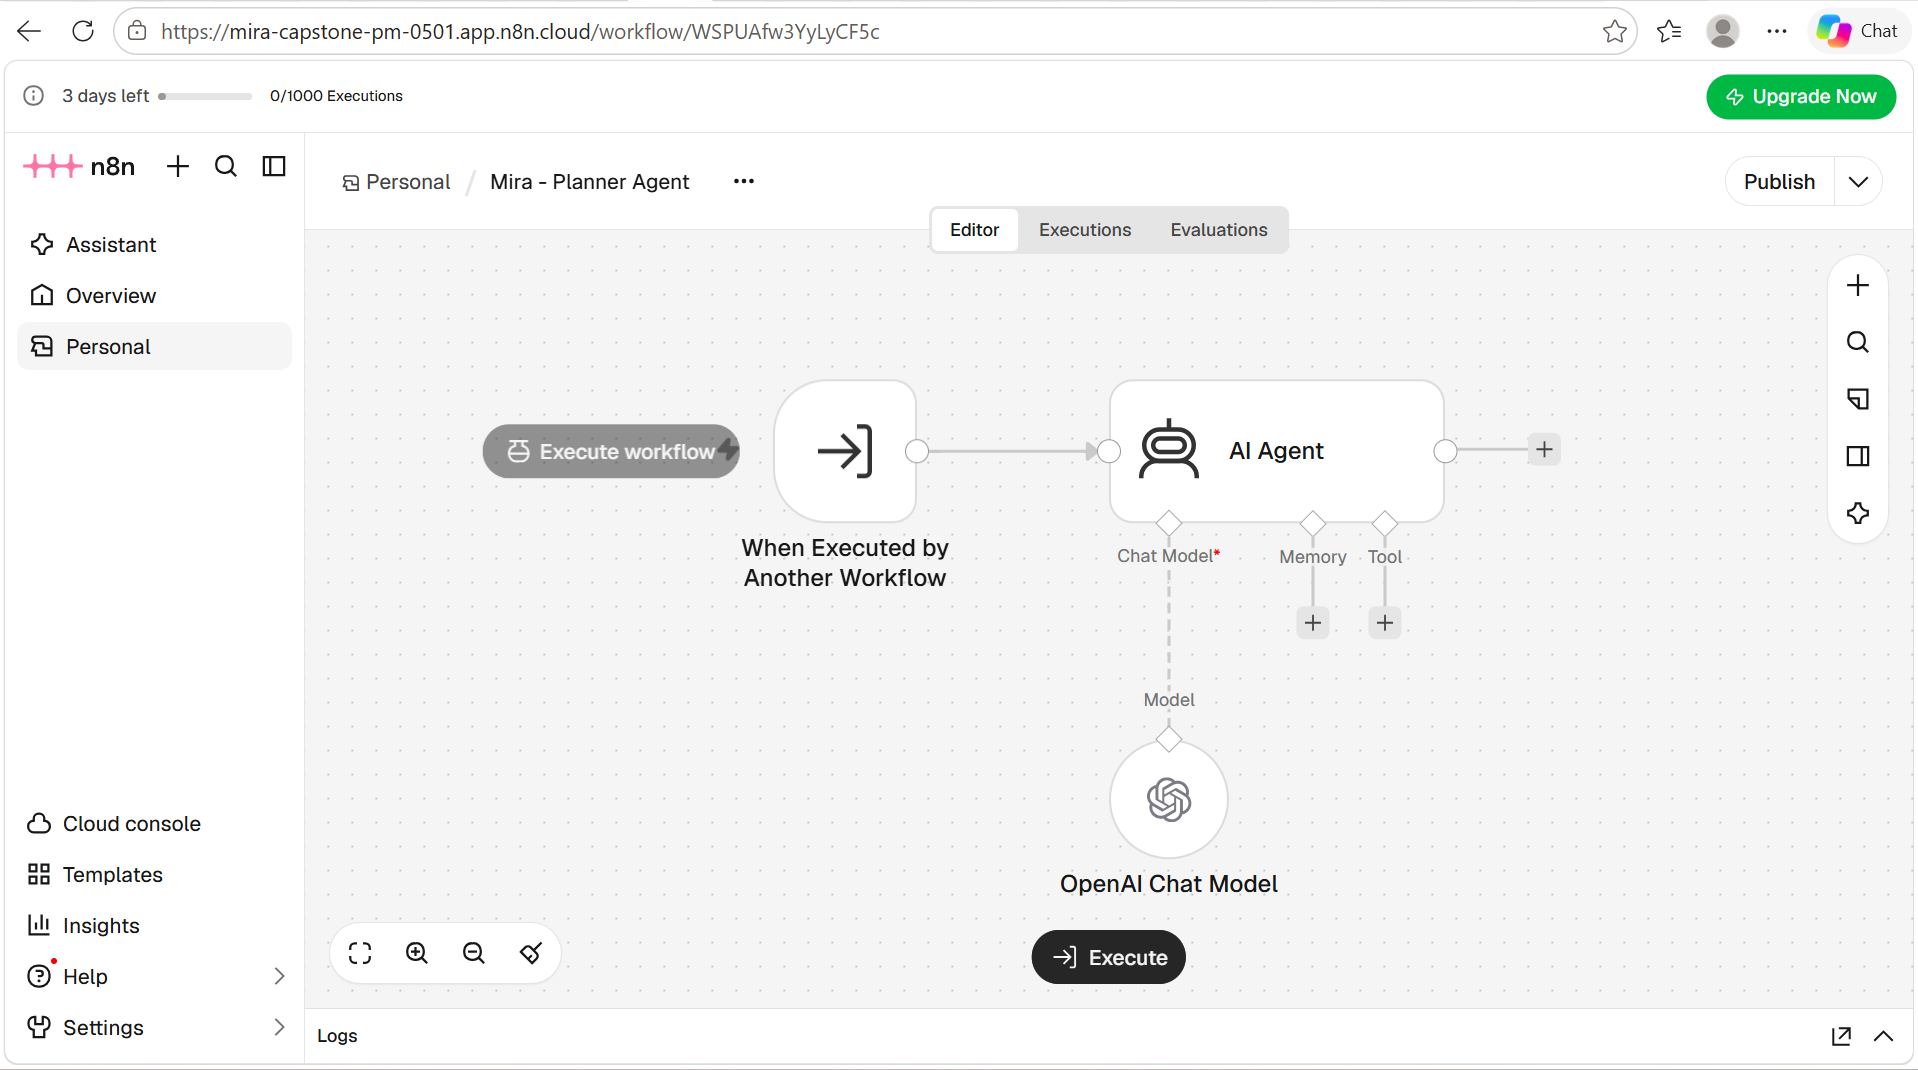 https://mira-capstone-pm-0501.app.n8n.cloud/workflow/WSPUAfw3YyLyCF5c
Chat
3 days left
0/1000 Executions
Upgrade Now
n8n
Personal / Mira - Planner Agent
Publish
Editor
Executions
Evaluations
Assistant
Overview
Personal
Execute workflow
When Executed by
Another Workflow
AI Agent
Chat Model*
Memory
Tool
Model
OpenAI Chat Model
Execute
Cloud console
Templates
Insights
Help
Settings
Logs